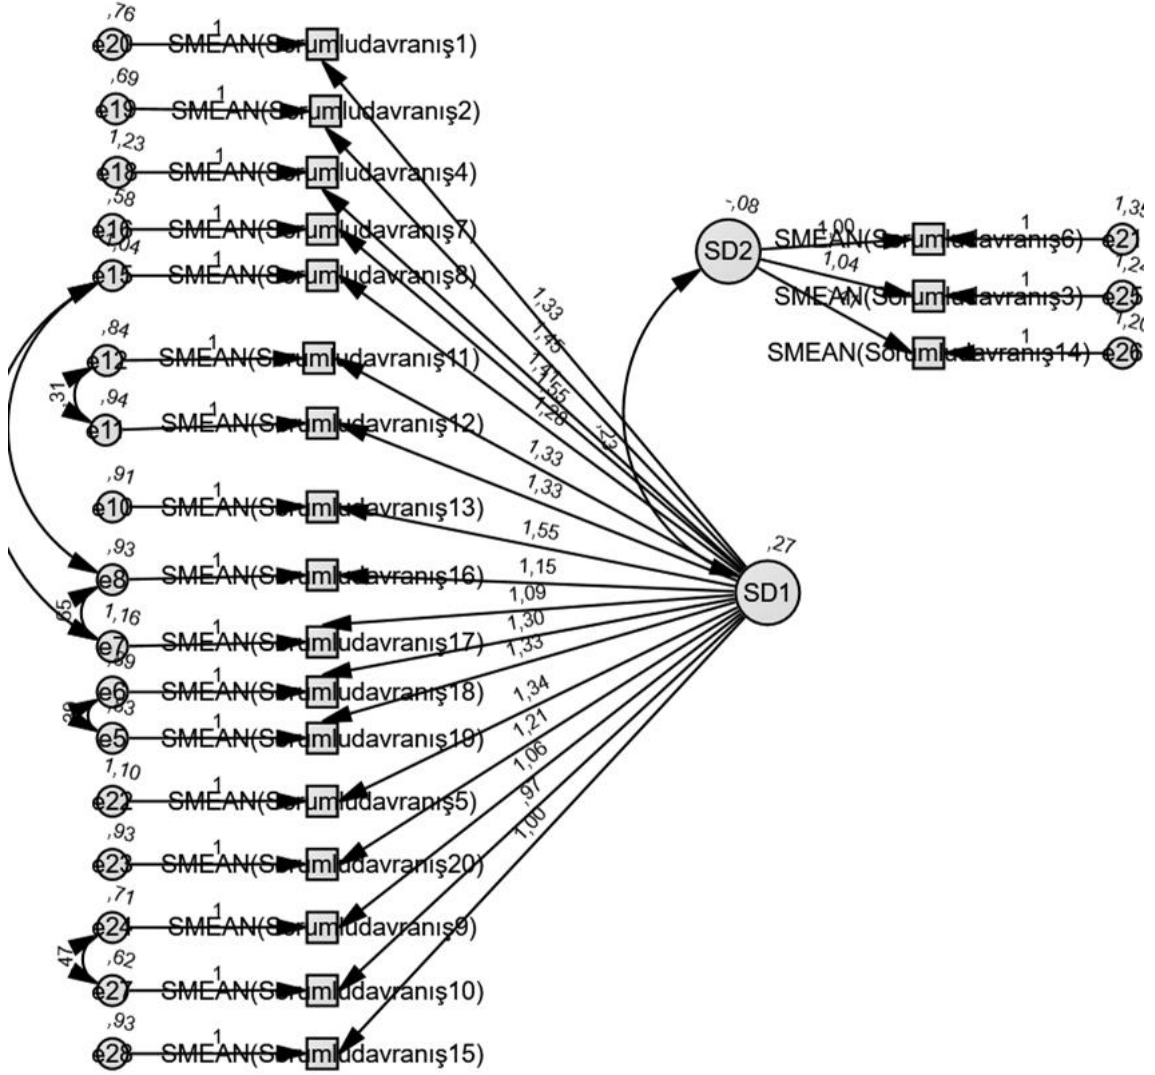 ,76
e20 1 SMEAN(Sorumludavranış1)
,69
e19 1 SMEAN(Sorumludavranış2)
1,23
e18 1 SMEAN(Sorumludavranış4)
,58
e16 1 SMEAN(Sorumludavranış7)
1,04
e15 1 SMEAN(Sorumludavranış8)
,84
e12 1 SMEAN(Sorumludavranış11)
,31
,94
e11 1 SMEAN(Sorumludavranış12)
,91
e10 1 SMEAN(Sorumludavranış13)
,93
e8 1 SMEAN(Sorumludavranış16)
1,16
e7 1 SMEAN(Sorumludavranış17)
e6 1 SMEAN(Sorumludavranış18)
e5 1 SMEAN(Sorumludavranış19)
1,10
e22 1 SMEAN(Sorumludavranış5)
,93
e23 1 SMEAN(Sorumludavranış20)
,71
e24 1 SMEAN(Sorumludavranış9)
,47
,62
e27 1 SMEAN(Sorumludavranış10)
,93
e28 1 SMEAN(Sorumludavranış15)
1,33
1,45
1,55
1,33
1,33
1,55
1,15
1,09
1,30
1,33
1,34
1,21
1,06
,97
1,00
,27
SD1
-,08
SD2
1,00
SMEAN(Sorumludavranış6) 1 e21
1,04
SMEAN(Sorumludavranış3) 1 e25
SMEAN(Sorumludavranış14) 1 e26